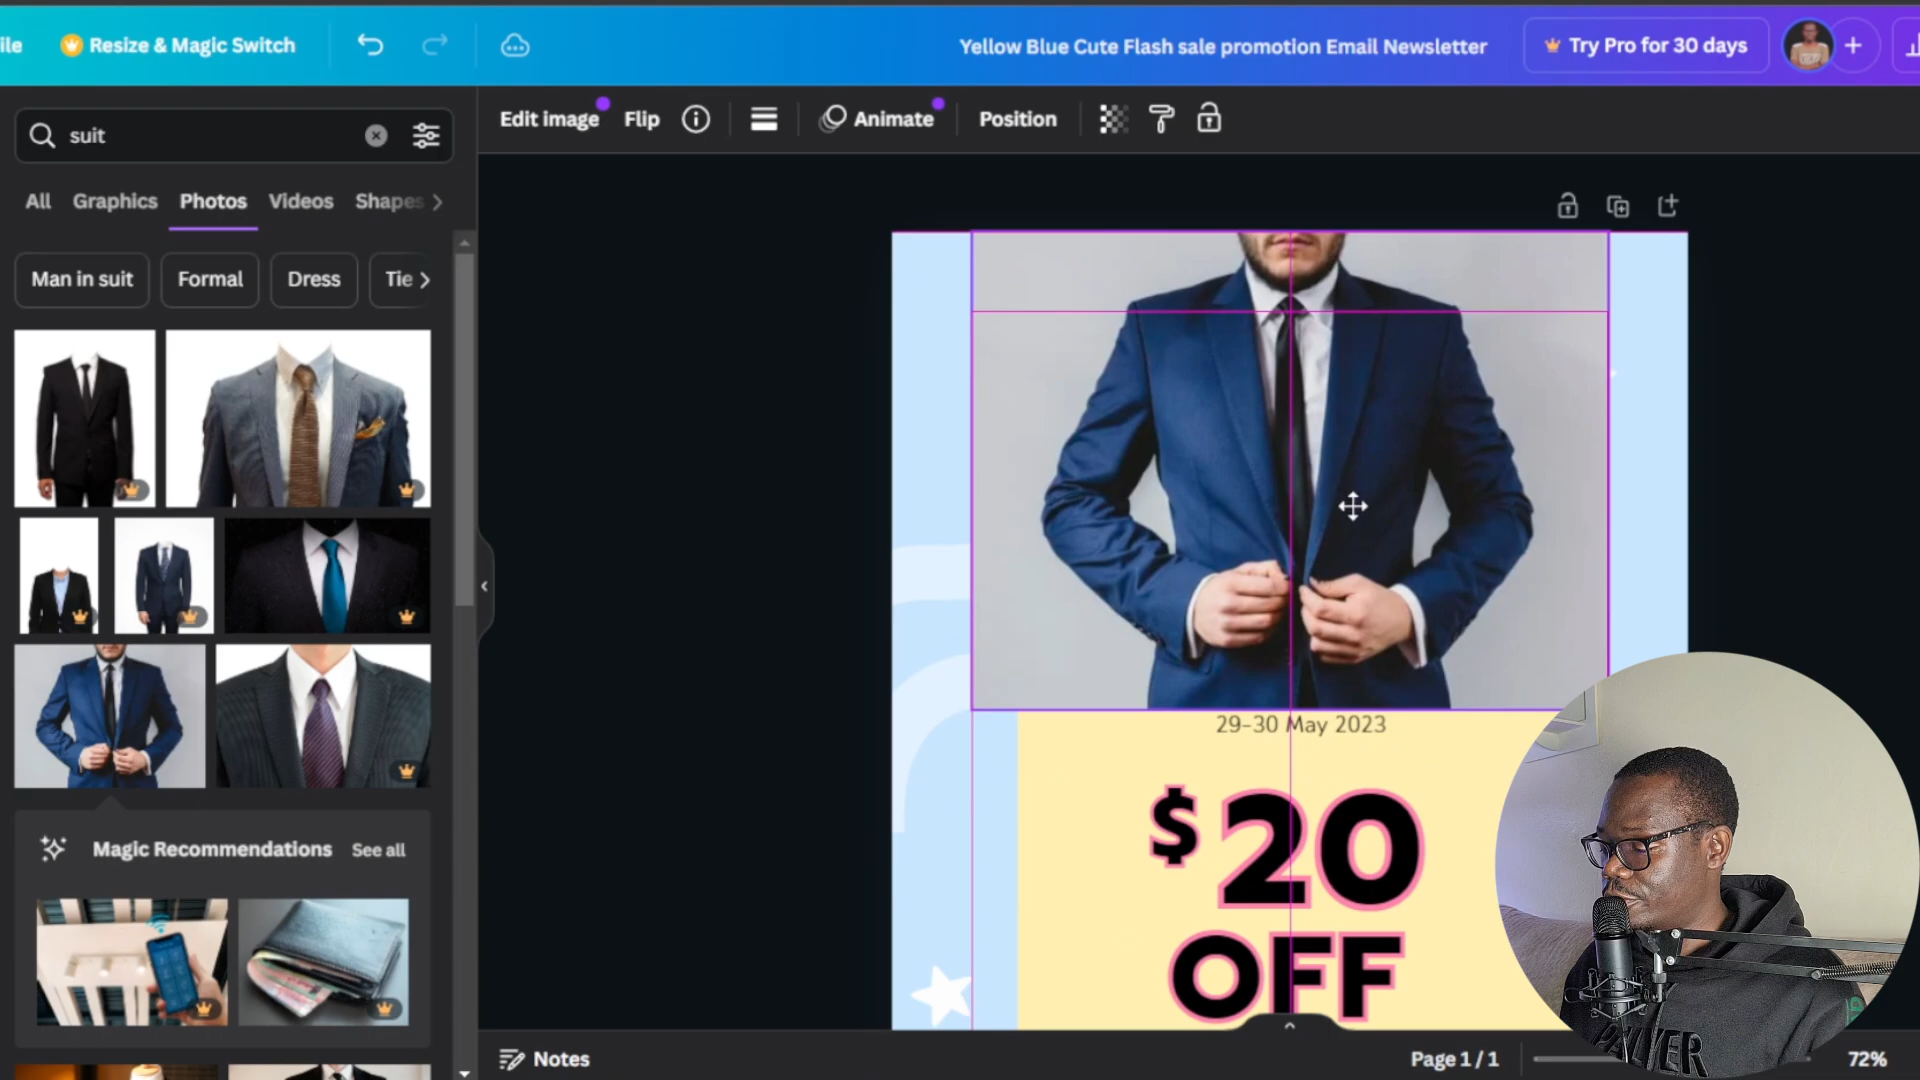 ile
Resize & Magic Switch
Yellow Blue Cute Flash sale promotion Email Newsletter
Try Pro for 30 days
suit
Edit image
Flip
Animate
Position
All
Graphics
Photos
Videos
Shapes
Man in suit
Formal
Dress
Tie
Magic Recommendations
See all
29-30 May 2023
$20
OFF
Notes
Page 1 / 1
72%